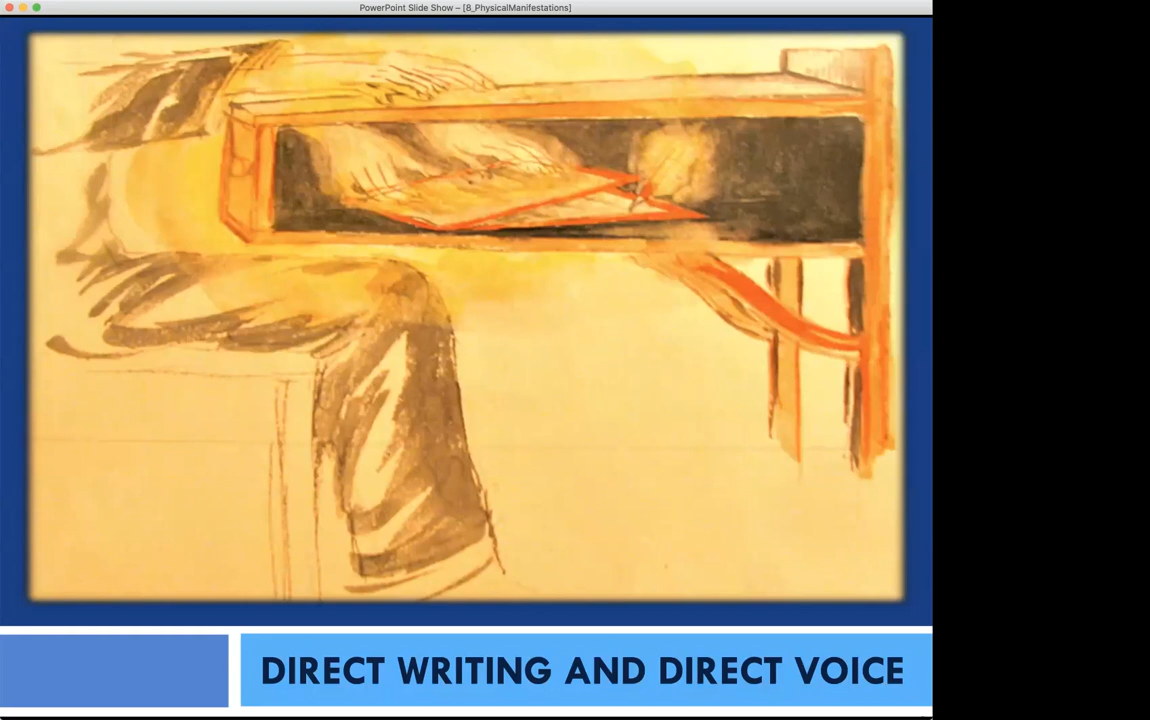 PowerPoint Slide Show – [8_PhysicalManifestations]
DIRECT WRITING AND DIRECT VOICE